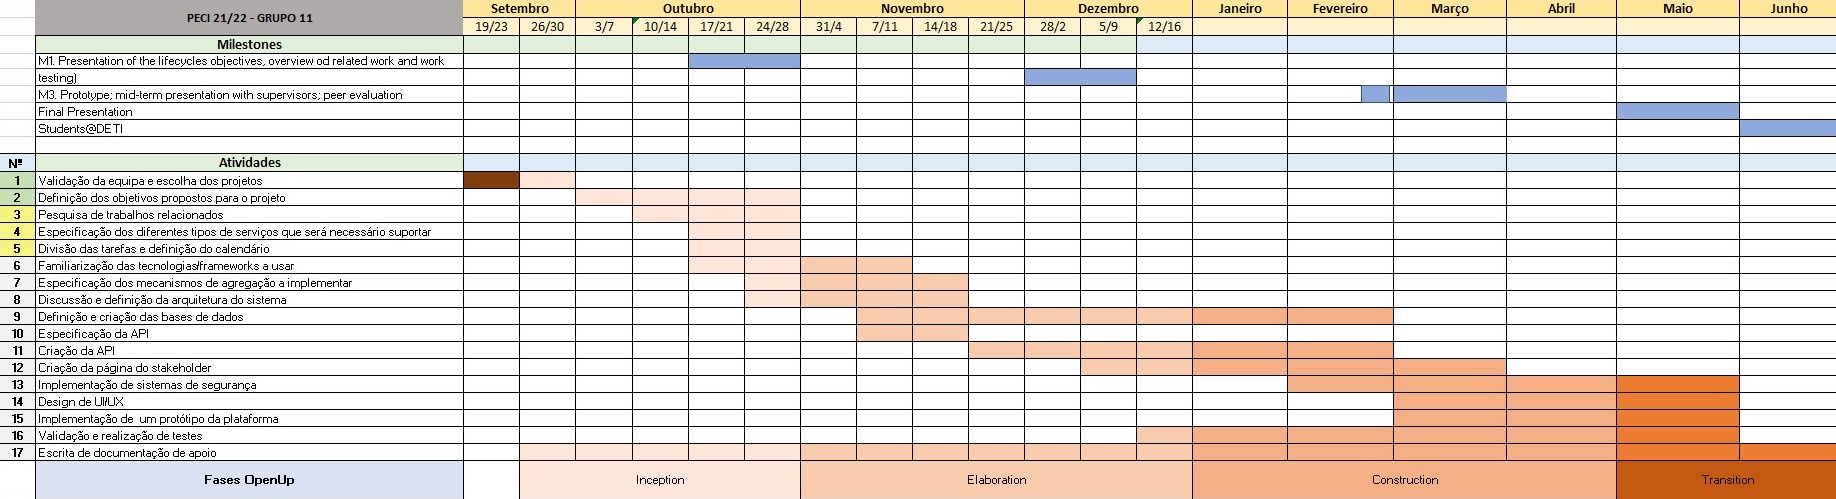 PECI 21/22 - GRUPO 11
Setembro Outubro Novembro Dezembro Janeiro Fevereiro Março Abril Maio Junho
19/23 26/30 3/7 10/14 17/21 24/28 31/4 7/11 14/18 21/25 28/2 5/9 12/16
Milestones
M1. Presentation of the lifecycles objectives, overview od related work and work
testing)
M3. Prototype; mid-term presentation with supervisors; peer evaluation
Final Presentation
Students@DETI
Nº Atividades
1 Validação da equipa e escolha dos projetos
2 Definição dos objetivos propostos para o projeto
3 Pesquisa de trabalhos relacionados
4 Especificação dos diferentes tipos de serviços que será necessário suportar
5 Divisão das tarefas e definição do calendário
6 Familiarização das tecnologias/frameworks a usar
7 Especificação dos mecanismos de agregação a implementar
8 Discussão e definição da arquitetura do sistema
9 Definição e criação das bases de dados
10 Especificação da API
11 Criação da API
12 Criação da página do stakeholder
13 Implementação de sistemas de segurança
14 Design de UI/UX
15 Implementação de um protótipo da plataforma
16 Validação e realização de testes
17 Escrita de documentação de apoio
Fases OpenUp Inception Elaboration Construction Transition